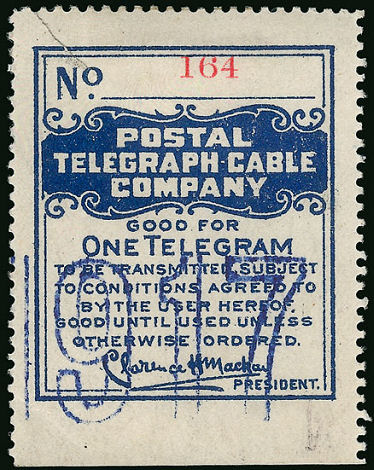 No. 164
POSTAL
TELEGRAPH-CABLE
COMPANY
GOOD FOR
ONE TELEGRAM
TO BE TRANSMITTED SUBJECT
TO CONDITIONS AGREED TO
BY THE USER HEREOF.
GOOD UNTIL USED UNLESS
OTHERWISE ORDERED.
Clarence H Mackay
PRESIDENT.
1917